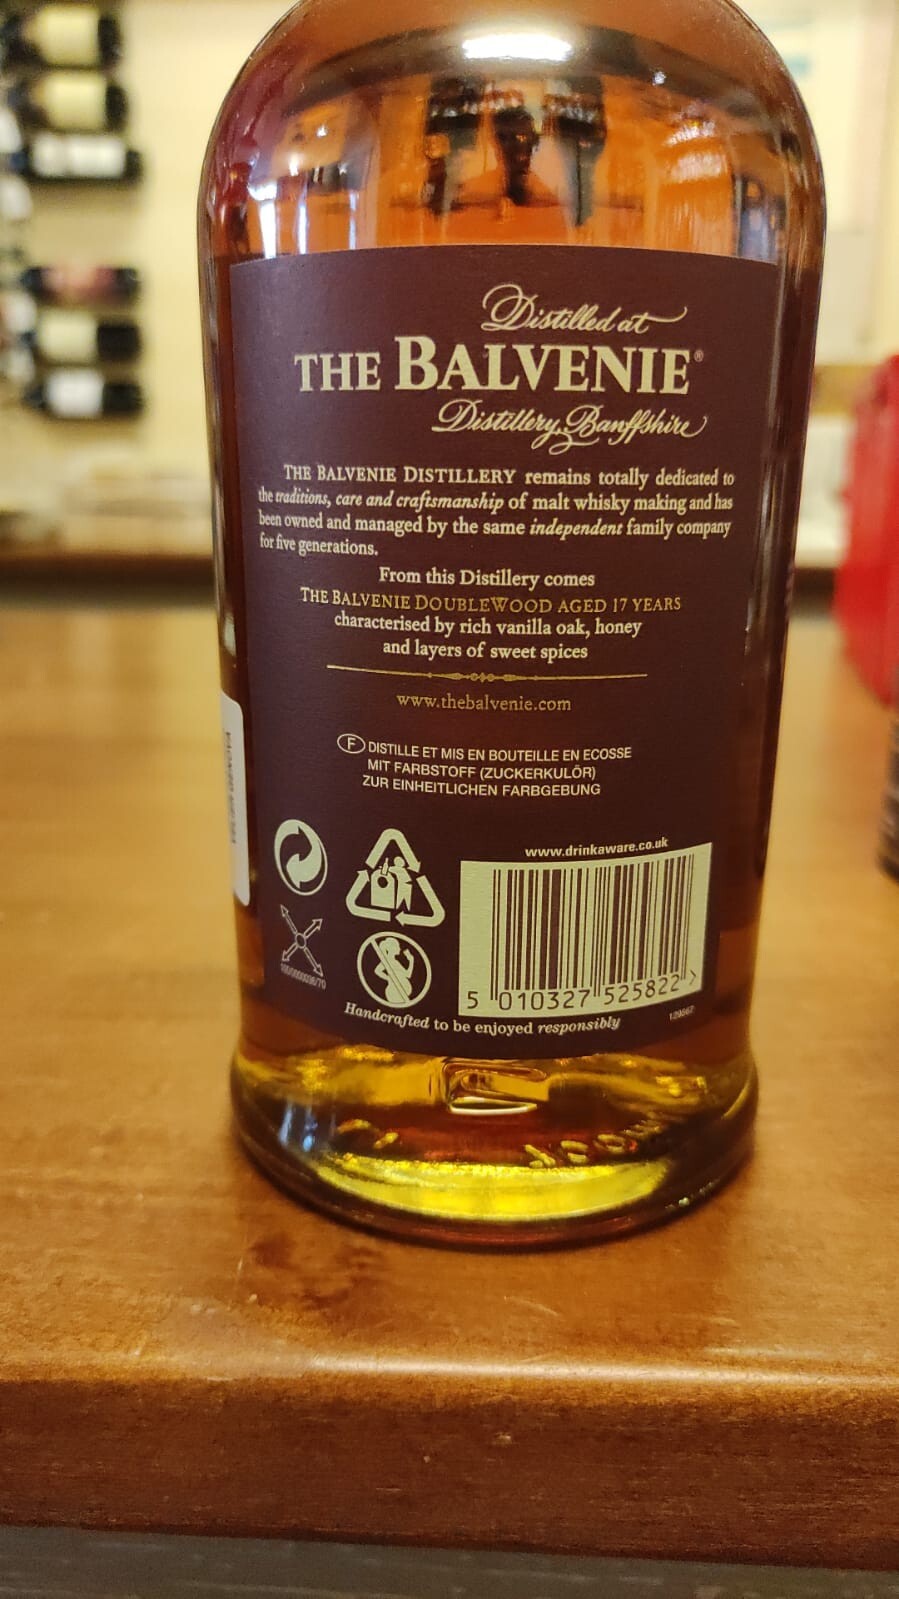 Distilled at
THE BALVENIE®
Distillery, Banffshire
THE BALVENIE DISTILLERY remains totally dedicated to
the traditions, care and craftsmanship of malt whisky making and has
been owned and managed by the same independent family company
for five generations.
From this Distillery comes
THE BALVENIE DOUBLEWOOD AGED 17 YEARS
characterised by rich vanilla oak, honey
and layers of sweet spices
www.thebalvenie.com
F DISTILLE ET MIS EN BOUTEILLE EN ECOSSE
MIT FARBSTOFF (ZUCKERKULÖR)
ZUR EINHEITLICHEN FARBGEBUNG
www.drinkaware.co.uk
5 010327 525822 >
Handcrafted to be enjoyed responsibly